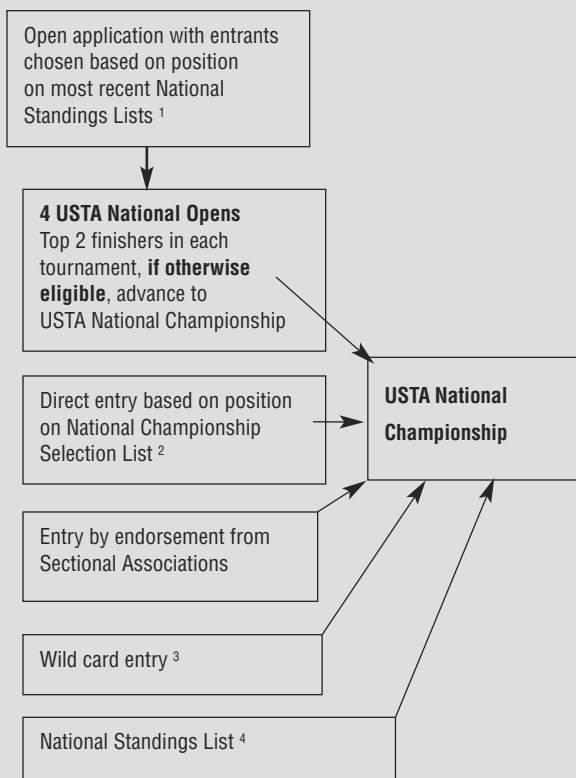 Open application with entrants
chosen based on position
on most recent National
Standings Lists ¹
4 USTA National Opens
Top 2 finishers in each
tournament, if otherwise
eligible, advance to
USTA National Championship
Direct entry based on position
on National Championship
Selection List ²
USTA National
Championship
Entry by endorsement from
Sectional Associations
Wild card entry ³
National Standings List ⁴